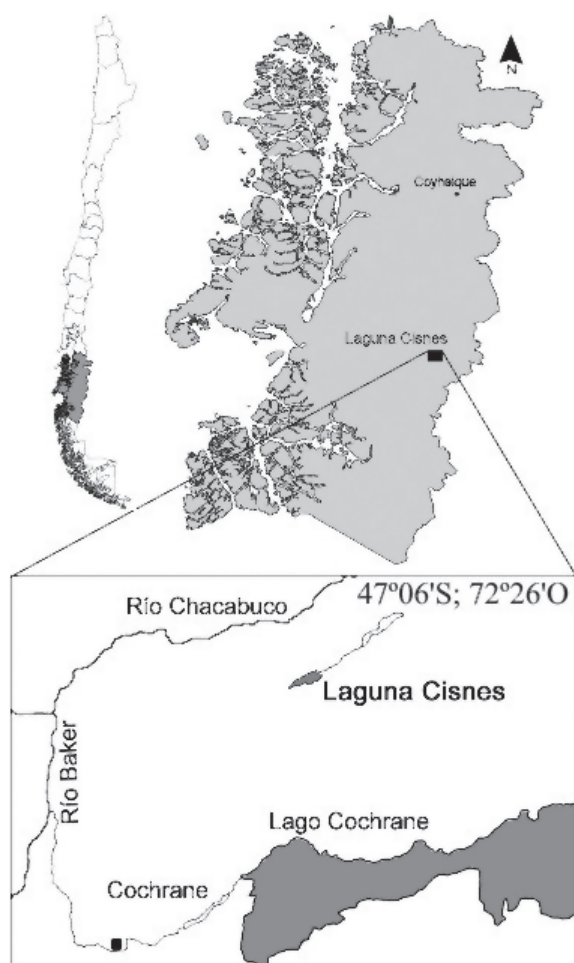 N
Coyhaique
Laguna Cisnes
47º06'S; 72º26'O
Río Chacabuco
Laguna Cisnes
Río Baker
Lago Cochrane
Cochrane